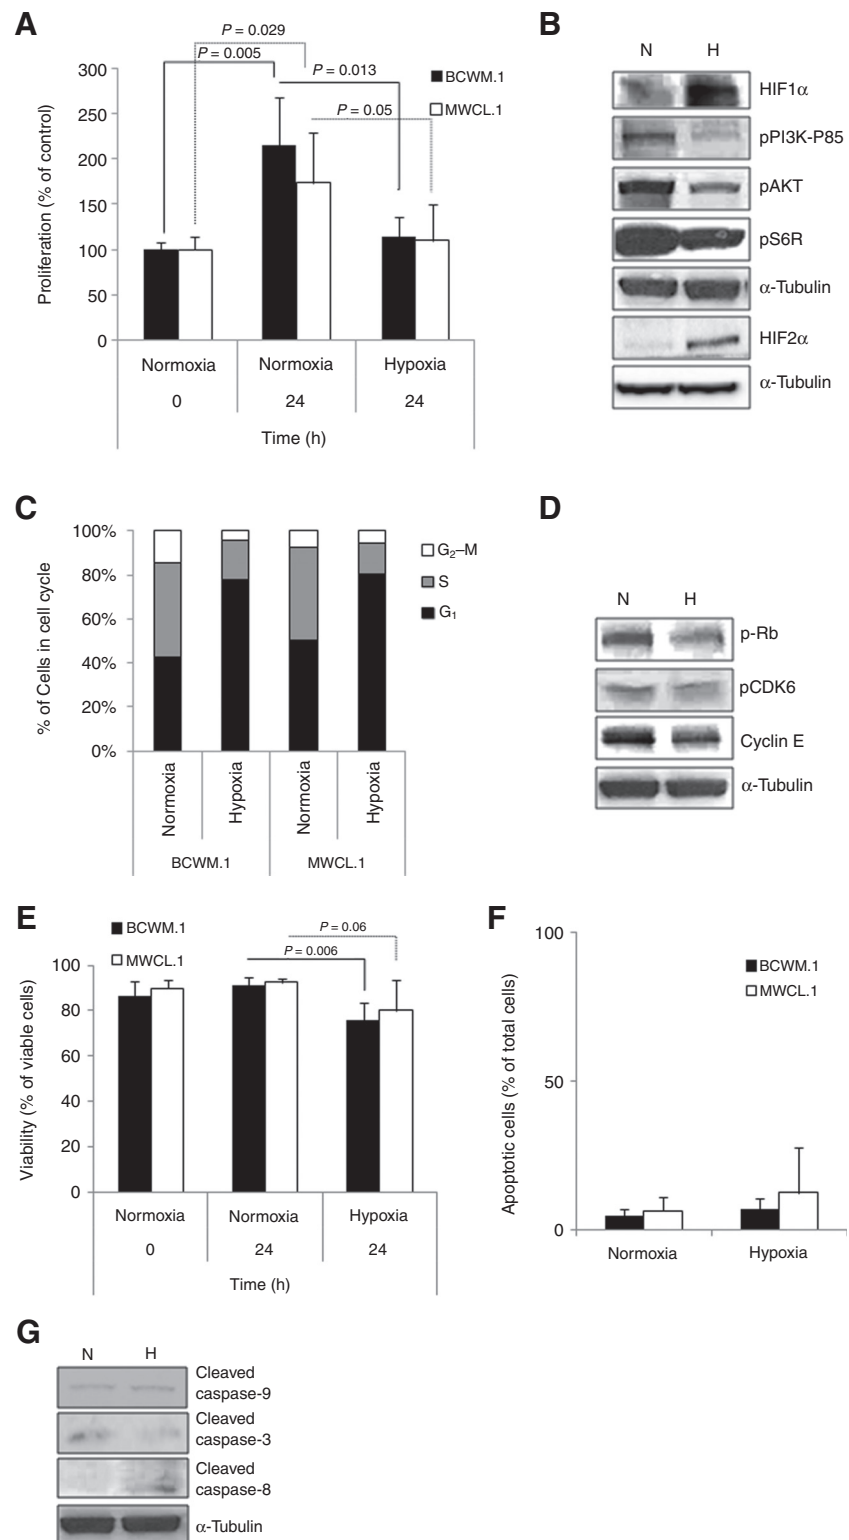 A
P = 0.029
P = 0.005
P = 0.013
P = 0.05
BCWM.1
MWCL.1
300
250
200
150
100
50
0
Proliferation (% of control)
Normoxia Normoxia Hypoxia
0 24 24
Time (h)
B
N H
HIF1α
pPI3K-P85
pAKT
pS6R
α-Tubulin
HIF2α
α-Tubulin
C
100%
80%
60%
40%
20%
0%
% of Cells in cell cycle
G₂–M
S
G₁
Normoxia Hypoxia Normoxia Hypoxia
BCWM.1 MWCL.1
D
N H
p-Rb
pCDK6
Cyclin E
α-Tubulin
E
BCWM.1
MWCL.1
P = 0.06
P = 0.006
100
80
60
40
20
0
Viability (% of viable cells)
Normoxia Normoxia Hypoxia
0 24 24
Time (h)
F
100
50
0
Apoptotic cells (% of total cells)
BCWM.1
MWCL.1
Normoxia Hypoxia
G
N H
Cleaved
caspase-9
Cleaved
caspase-3
Cleaved
caspase-8
α-Tubulin